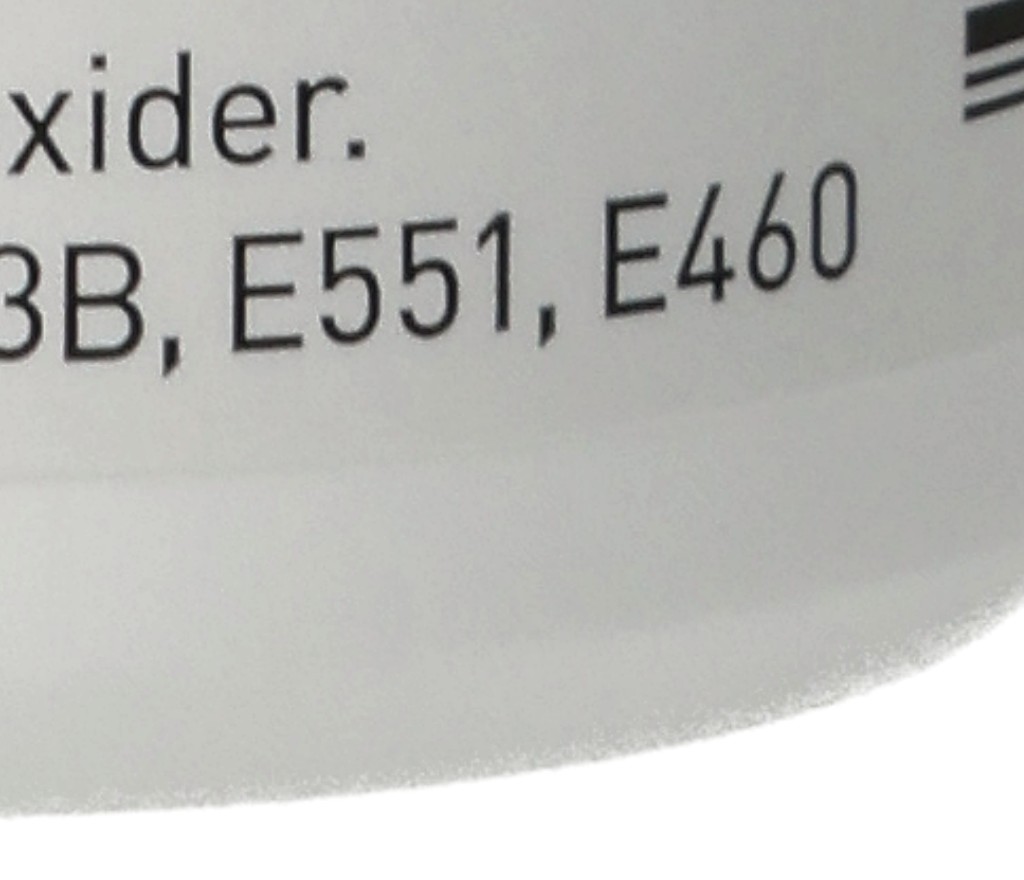 xider.
3B, E551, E460